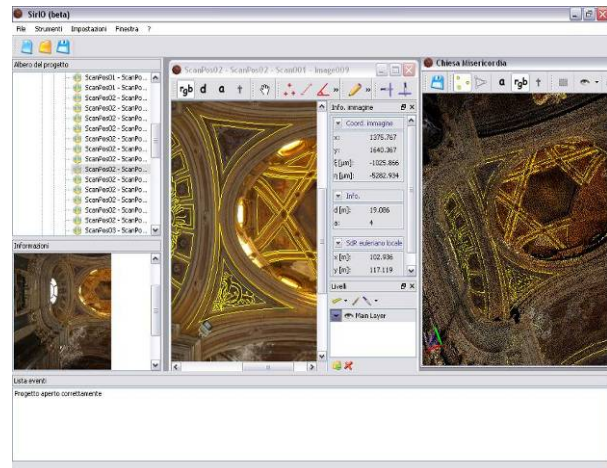 SirIO (beta)
File Strumenti Impostazioni Finestra ?
Albero del progetto
ScanPos01 - ScanPo...
ScanPos01 - ScanPo...
ScanPos02 - ScanPo...
ScanPos02 - ScanPo...
ScanPos02 - ScanPo...
ScanPos02 - ScanPo...
ScanPos02 - ScanPo...
ScanPos02 - ScanPo...
ScanPos02 - ScanPo...
ScanPos02 - ScanPo...
ScanPos02 - ScanPo...
ScanPos02 - ScanPo...
ScanPos03 - ScanPo...
Informazioni
ScanPos02 - ScanPos02 - Scan001 - Image009
rgb d a t
Info. immagine
Coord. immagine
x: 1375.767
y: 1640.367
ξ [μm]: -1025.866
η [μm]: -5282.934
Info.
d [m]: 19.086
a: 4
SdR euleriano locale
x [m]: 102.936
y [m]: 117.119
Livelli
Main Layer
Chiesa Misericordia
a rgb t
Lista eventi
Progetto aperto correttamente